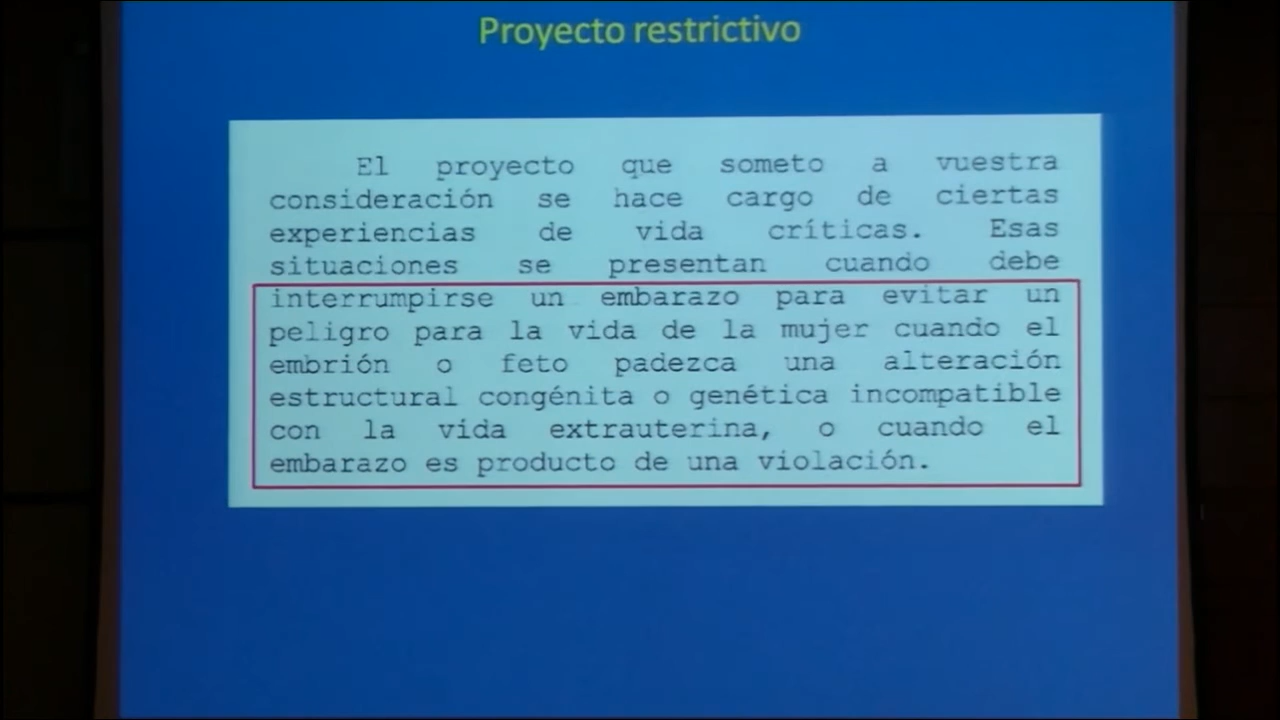 Proyecto restrictivo
El proyecto que someto a vuestra
consideración se hace cargo de ciertas
experiencias de vida críticas. Esas
situaciones se presentan cuando debe
interrumpirse un embarazo para evitar un
peligro para la vida de la mujer cuando el
embrión o feto padezca una alteración
estructural congénita o genética incompatible
con la vida extrauterina, o cuando el
embarazo es producto de una violación.